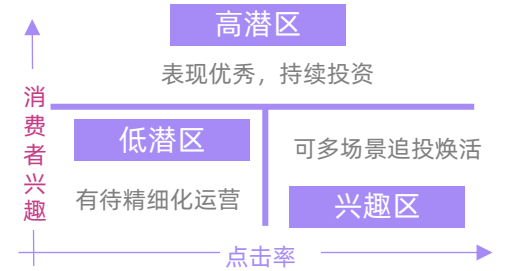 高潜区
表现优秀，持续投资
消费者兴趣
低潜区
有待精细化运营
可多场景追投焕活
兴趣区
点击率